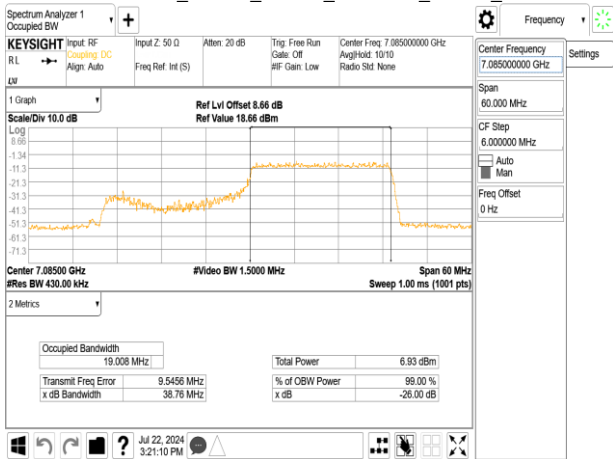 Spectrum Analyzer 1
Occupied BW
+
Frequency
KEYSIGHT
RL
Input: RF
Coupling: DC
Align: Auto
Input Z: 50 Ω
Freq Ref: Int (S)
Atten: 20 dB
Trig: Free Run
Gate: Off
#IF Gain: Low
Center Freq: 7.085000000 GHz
Avg|Hold: 10/10
Radio Std: None
Center Frequency
7.085000000 GHz
Settings
Span
60.000 MHz
CF Step
6.000000 MHz
Auto
Man
Freq Offset
0 Hz
1 Graph
Scale/Div 10.0 dB
Ref Lvl Offset 8.66 dB
Ref Value 18.66 dBm
Log
8.66
-1.34
-11.3
-21.3
-31.3
-41.3
-51.3
-61.3
-71.3
Center 7.08500 GHz
#Video BW 1.5000 MHz
Span 60 MHz
#Res BW 430.00 kHz
Sweep 1.00 ms (1001 pts)
2 Metrics
Occupied Bandwidth
19.008 MHz
Total Power 6.93 dBm
Transmit Freq Error 9.5456 MHz
% of OBW Power 99.00 %
x dB Bandwidth 38.76 MHz
x dB -26.00 dB
?
Jul 22, 2024
3:21:10 PM